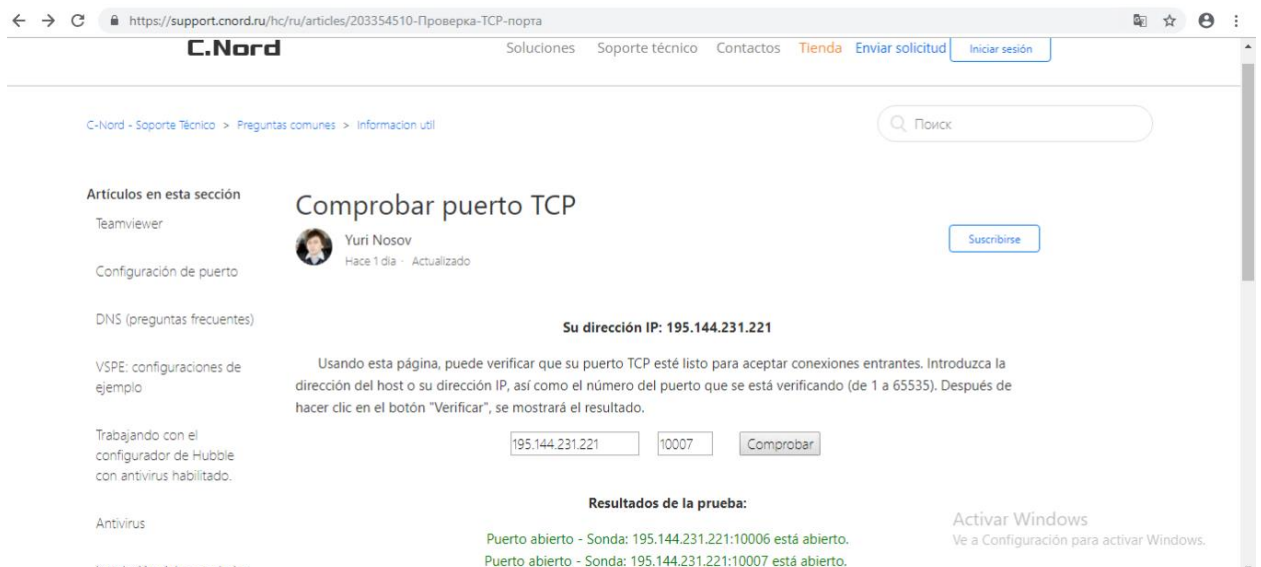 https://support.cnord.ru/hc/ru/articles/203354510-Проверка-TCP-порта
C.Nord
Soluciones Soporte técnico Contactos Tienda Enviar solicitud Iniciar sesión
C-Nord - Soporte Técnico > Preguntas comunes > Informacion util
Поиск
Artículos en esta sección
Teamviewer
Configuración de puerto
DNS (preguntas frecuentes)
VSPE: configuraciones de
ejemplo
Trabajando con el
configurador de Hubble
con antivirus habilitado.
Antivirus
Comprobar puerto TCP
Yuri Nosov
Hace 1 día · Actualizado
Suscribirse
Su dirección IP: 195.144.231.221
Usando esta página, puede verificar que su puerto TCP esté listo para aceptar conexiones entrantes. Introduzca la
dirección del host o su dirección IP, así como el número del puerto que se está verificando (de 1 a 65535). Después de
hacer clic en el botón "Verificar", se mostrará el resultado.
195.144.231.221 10007 Comprobar
Resultados de la prueba:
Puerto abierto - Sonda: 195.144.231.221:10006 está abierto.
Puerto abierto - Sonda: 195.144.231.221:10007 está abierto.
Activar Windows
Ve a Configuración para activar Windows.